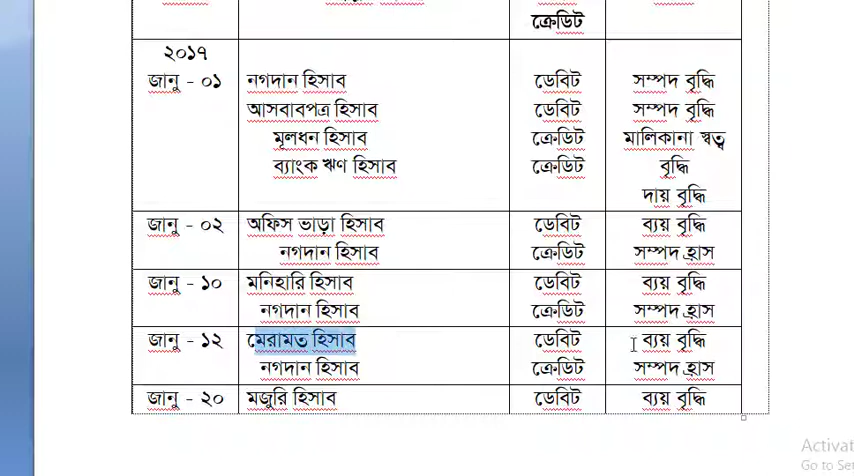 ক্রেডিট
২০১৭
জানু - ০১ নগদান হিসাব ডেবিট সম্পদ বৃদ্ধি
আসবাবপত্র হিসাব ডেবিট সম্পদ বৃদ্ধি
মূলধন হিসাব ক্রেডিট মালিকানা স্বত্ব
ব্যাংক ঋণ হিসাব ক্রেডিট বৃদ্ধি
দায় বৃদ্ধি
জানু - ০২ অফিস ভাড়া হিসাব ডেবিট ব্যয় বৃদ্ধি
নগদান হিসাব ক্রেডিট সম্পদ হ্রাস
জানু - ১০ মনিহারি হিসাব ডেবিট ব্যয় বৃদ্ধি
নগদান হিসাব ক্রেডিট সম্পদ হ্রাস
জানু - ১২ মেরামত হিসাব ডেবিট ব্যয় বৃদ্ধি
নগদান হিসাব ক্রেডিট সম্পদ হ্রাস
জানু - ২০ মজুরি হিসাব ডেবিট ব্যয় বৃদ্ধি
Activat
Go to Se